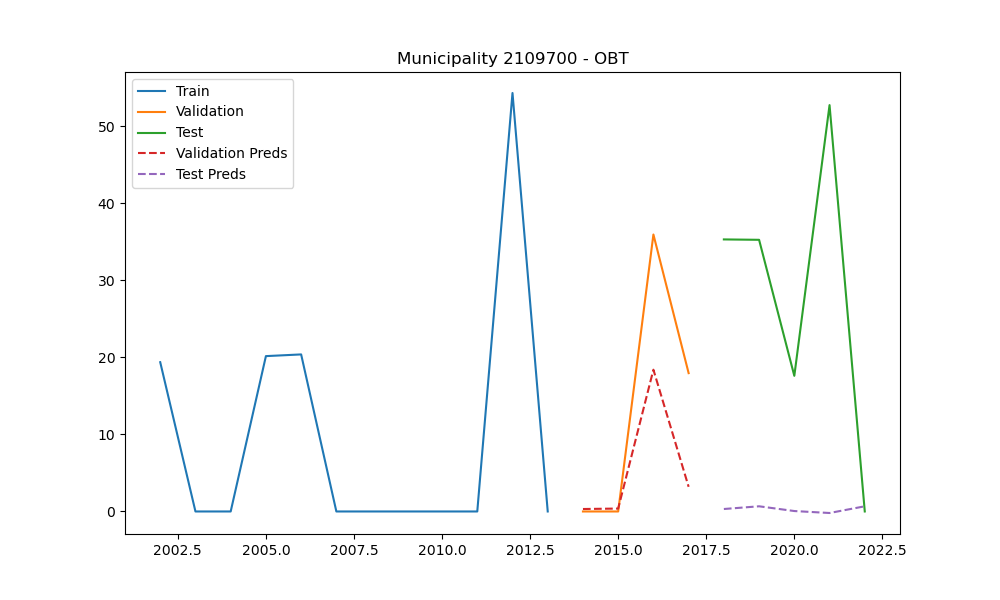 Municipality 2109700 - OBT
Train
Validation
Test
Validation Preds
Test Preds
50
40
30
20
10
0
2002.5 2005.0 2007.5 2010.0 2012.5 2015.0 2017.5 2020.0 2022.5